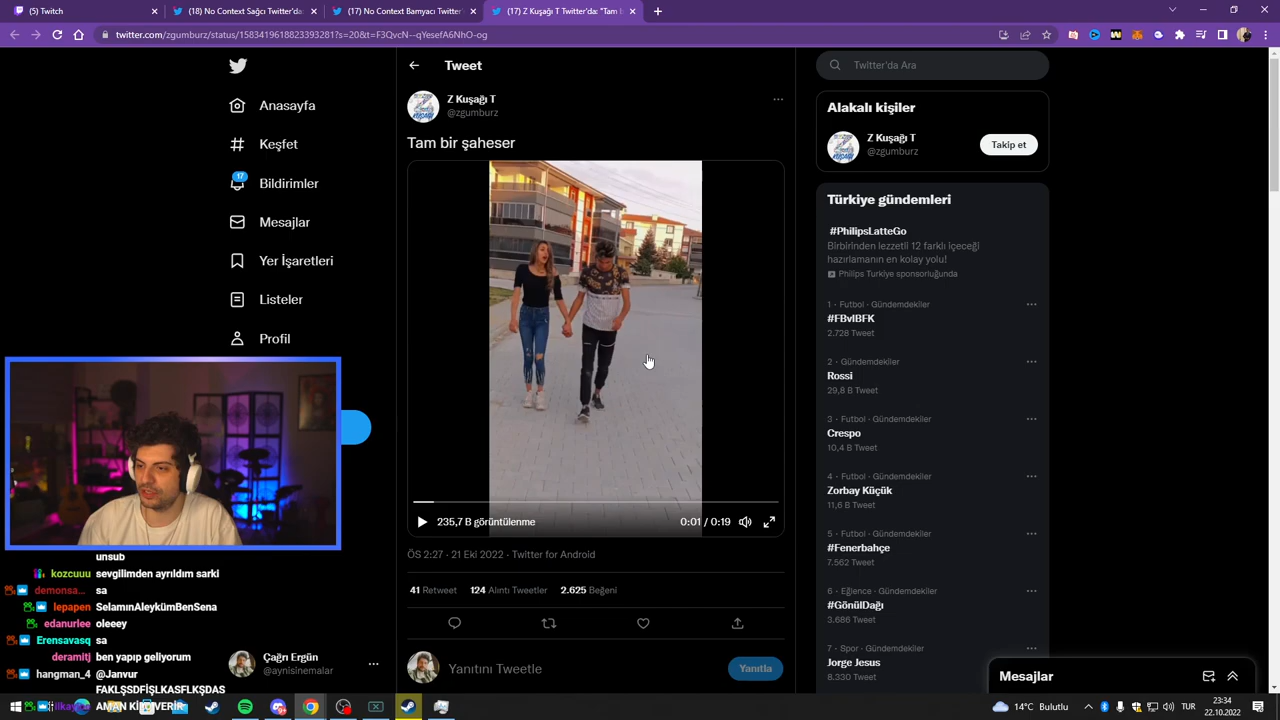 (5) Twitch
(18) No Context Sağlıkçı Twitter
(17) No Context
(17) Z Kuşağı T
twitter.com/zgumburz/status/1583419618823393281?s=20&t=F3QvcN--qYesefA6NhO-og
Anasayfa
Keşfet
17
Bildirimler
Mesajlar
Yer İşaretleri
Listeler
Profil
unsub
kozcuuu sevgilimden ayrıldım sarki
demonsa... sa
lepapen SelamınAleykümBenSena
edanurlee oleeey
Erensavasq sa
deramitj ben yapıp geliyorum
hangman_4 @Janvur
FAKLŞSDFİŞLKASFLKŞDAS
Çağrı Ergün
@aynisinemalar
Tweet
Z Kuşağı T
@zgumburz
Tam bir şaheser
235,7 B görüntülenme
0:01 / 0:19
ÖS 2:27 · 21 Eki 2022 · Twitter for Android
41 Retweet 124 Alıntı Tweetler 2.625 Beğeni
Yanıtını Tweetle
Yanıtla
Twitter'da Ara
Alakalı kişiler
Z Kuşağı T
@zgumburz
Takip et
Türkiye gündemleri
#PhilipsLatteGo
Birbirinden lezzetli 12 farklı içeceği
hazırlamanın en kolay yolu!
Philips Turkiye sponsorluğunda
1 · Futbol · Gündemdekiler
#FBvIBFK
2.728 Tweet
2 · Gündemdekiler
Rossi
29,8 B Tweet
3 · Futbol · Gündemdekiler
Crespo
10,4 B Tweet
4 · Futbol · Gündemdekiler
Zorbay Küçük
11,6 B Tweet
5 · Futbol · Gündemdekiler
#Fenerbahçe
7.562 Tweet
6 · Eğlence · Gündemdekiler
#GönülDağı
3.686 Tweet
7 · Spor · Gündemdekiler
Jorge Jesus
8.330 Tweet
Mesajlar
14°C Bulutlu
TUR
23:34
22.10.2022